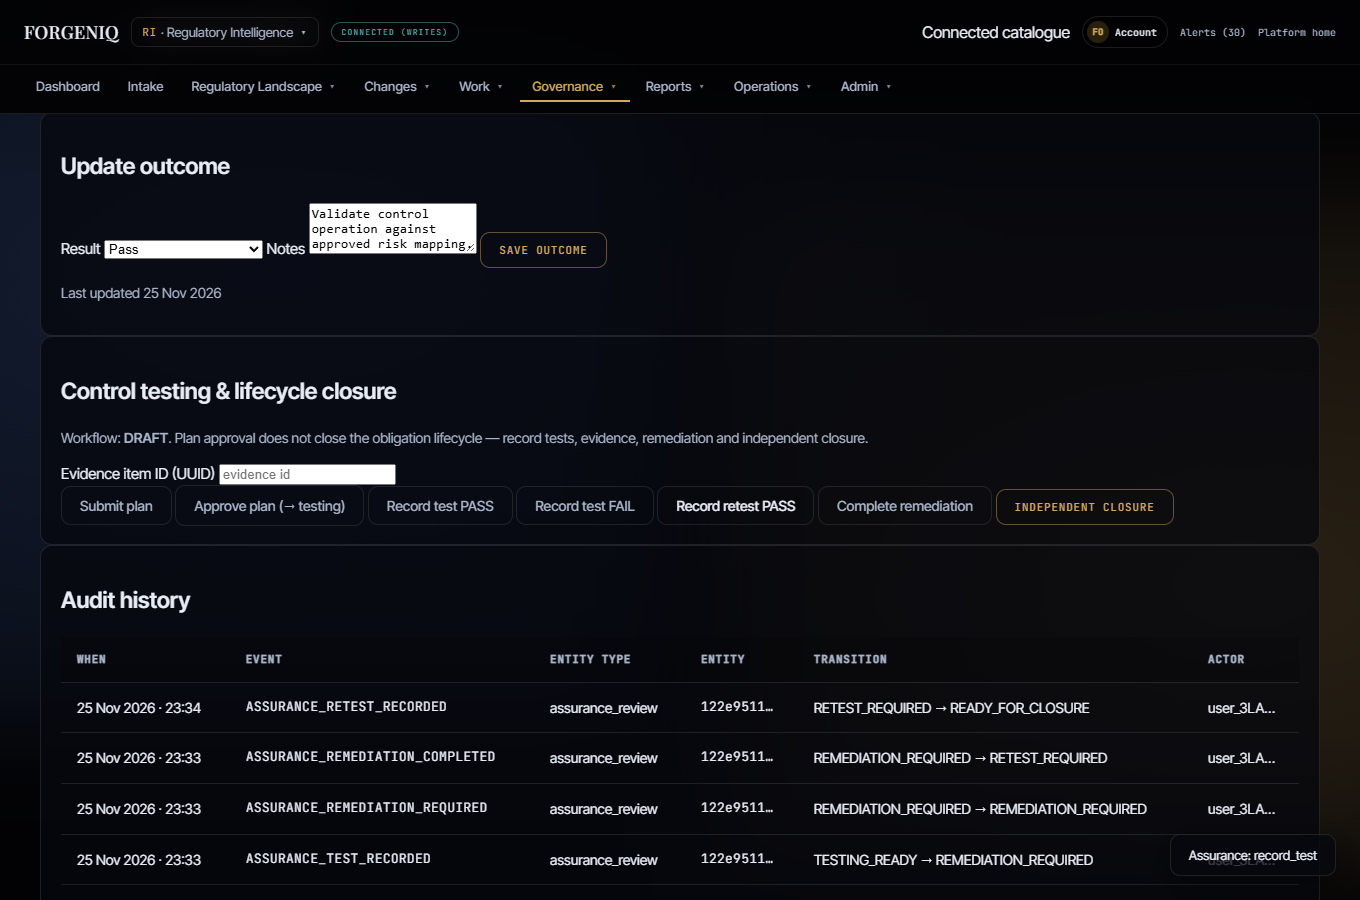 FORGENIQ
RI · Regulatory Intelligence
CONNECTED (WRITES)
Connected catalogue
FO Account
Alerts (30)
Platform home
Dashboard
Intake
Regulatory Landscape
Changes
Work
Governance
Reports
Operations
Admin
Update outcome
Result Pass Notes
Validate control
operation against
approved risk mapping.
SAVE OUTCOME
Last updated 25 Nov 2026
Control testing & lifecycle closure
Workflow: DRAFT. Plan approval does not close the obligation lifecycle — record tests, evidence, remediation and independent closure.
Evidence item ID (UUID) evidence id
Submit plan
Approve plan (→ testing)
Record test PASS
Record test FAIL
Record retest PASS
Complete remediation
INDEPENDENT CLOSURE
Audit history
WHEN EVENT ENTITY TYPE ENTITY TRANSITION ACTOR
25 Nov 2026 · 23:34 ASSURANCE_RETEST_RECORDED assurance_review 122e9511… RETEST_REQUIRED → READY_FOR_CLOSURE user_3LA…
25 Nov 2026 · 23:33 ASSURANCE_REMEDIATION_COMPLETED assurance_review 122e9511… REMEDIATION_REQUIRED → RETEST_REQUIRED user_3LA…
25 Nov 2026 · 23:33 ASSURANCE_REMEDIATION_REQUIRED assurance_review 122e9511… REMEDIATION_REQUIRED → REMEDIATION_REQUIRED user_3LA…
25 Nov 2026 · 23:33 ASSURANCE_TEST_RECORDED assurance_review 122e9511… TESTING_READY → REMEDIATION_REQUIRED
Assurance: record_test